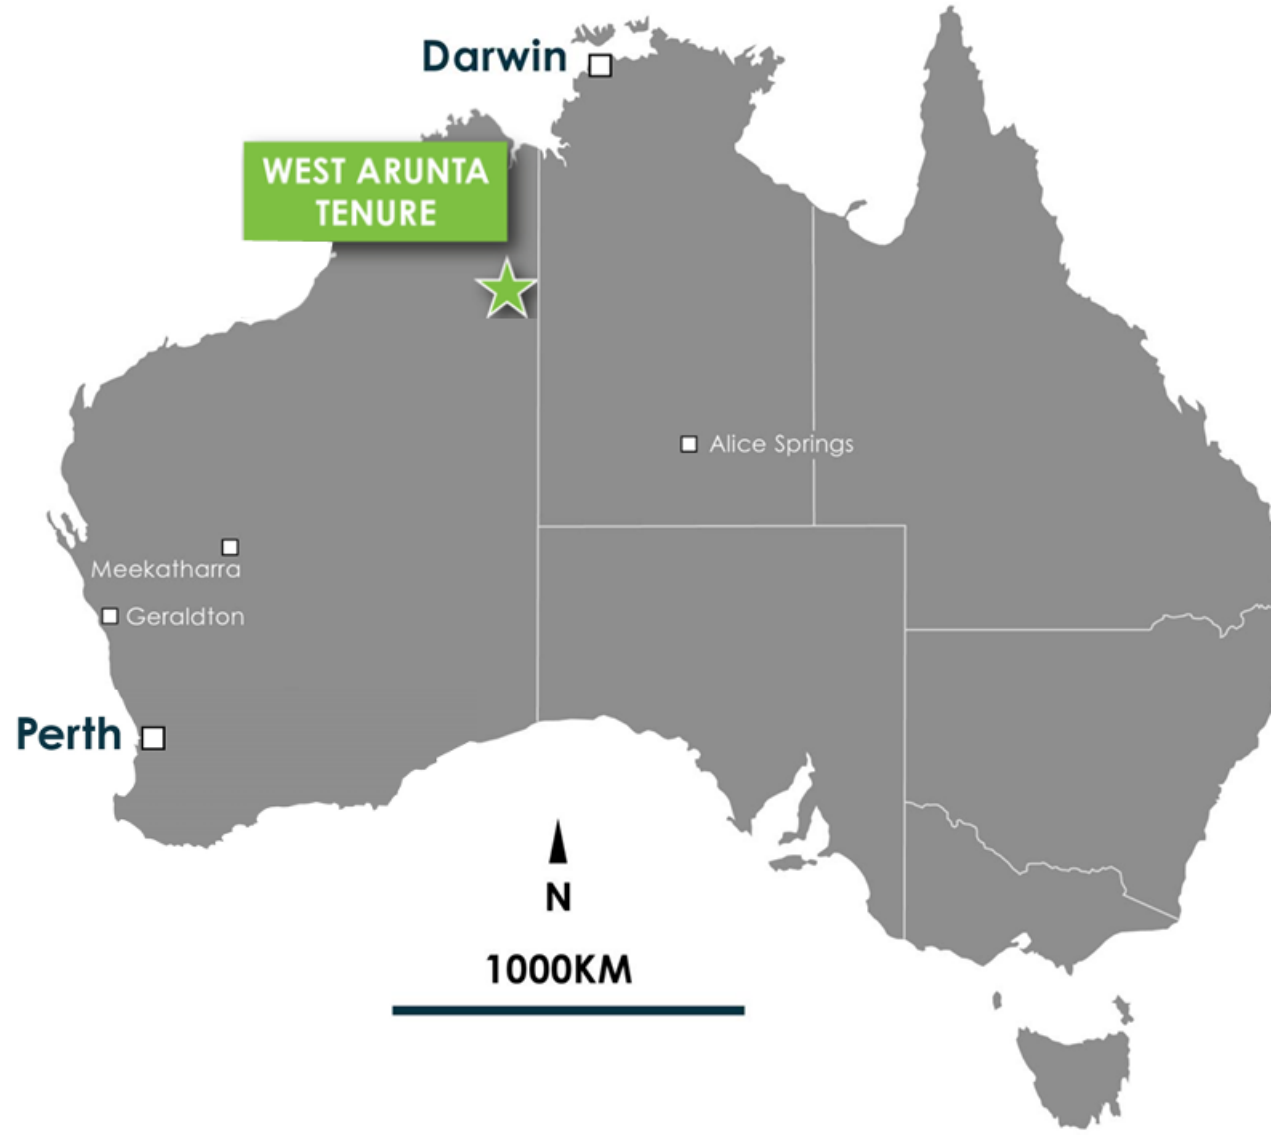 Darwin
WEST ARUNTA
TENURE
Alice Springs
Meekatharra
Geraldton
Perth
N
1000KM